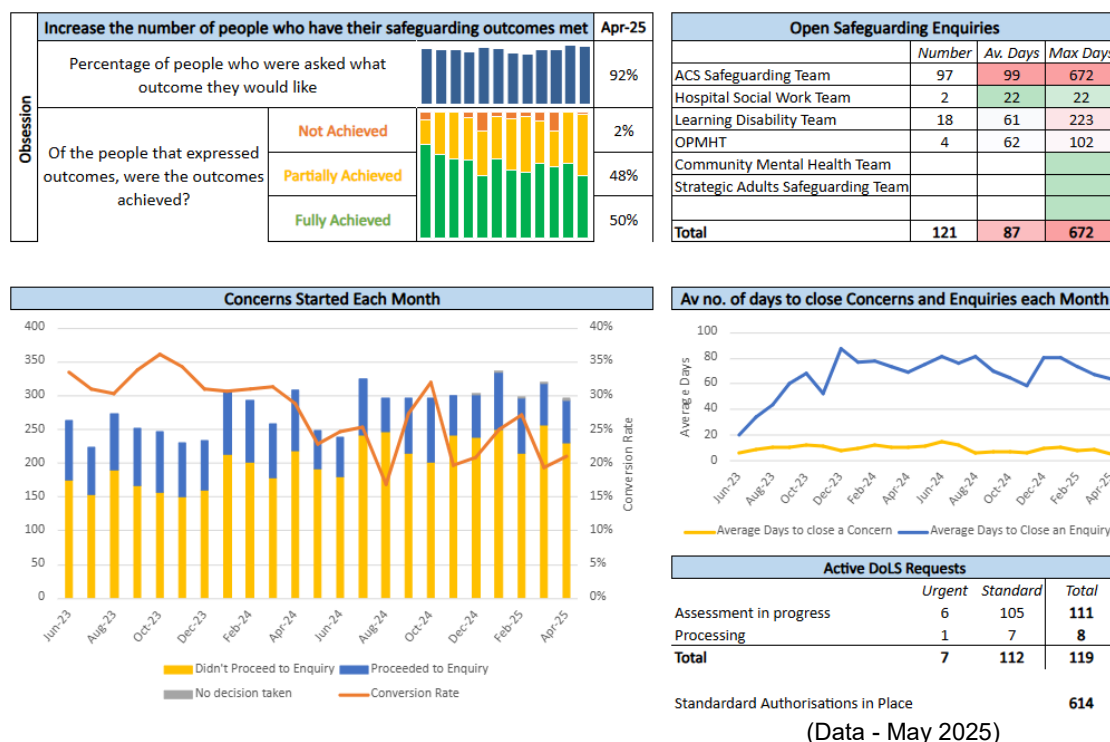 Increase the number of people who have their safeguarding outcomes met Apr-25
Obsession
Percentage of people who were asked what
outcome they would like
92%
Of the people that expressed
outcomes, were the outcomes
achieved?
Not Achieved 2%
Partially Achieved 48%
Fully Achieved 50%
Open Safeguarding Enquiries
Number Av. Days Max Days
ACS Safeguarding Team 97 99 672
Hospital Social Work Team 2 22 22
Learning Disability Team 18 61 223
OPMHT 4 62 102
Community Mental Health Team
Strategic Adults Safeguarding Team
Total 121 87 672
Concerns Started Each Month
400 40%
350 35%
300 30%
250 25%
200 20%
150 15%
100 10%
50 5%
0 0%
Conversion Rate
Jun-23 Aug-23 Oct-23 Dec-23 Feb-24 Apr-24 Jun-24 Aug-24 Oct-24 Dec-24 Feb-25 Apr-25
Didn't Proceed to Enquiry Proceeded to Enquiry
No decision taken Conversion Rate
Av no. of days to close Concerns and Enquiries each Month
Average Days
100
80
60
40
20
0
Jun-23 Aug-23 Oct-23 Dec-23 Feb-24 Apr-24 Jun-24 Aug-24 Oct-24 Dec-24 Feb-25 Apr-25
Average Days to close a Concern Average Days to Close an Enquiry
Active DoLS Requests
Urgent Standard Total
Assessment in progress 6 105 111
Processing 1 7 8
Total 7 112 119
Standardard Authorisations in Place 614
(Data - May 2025)